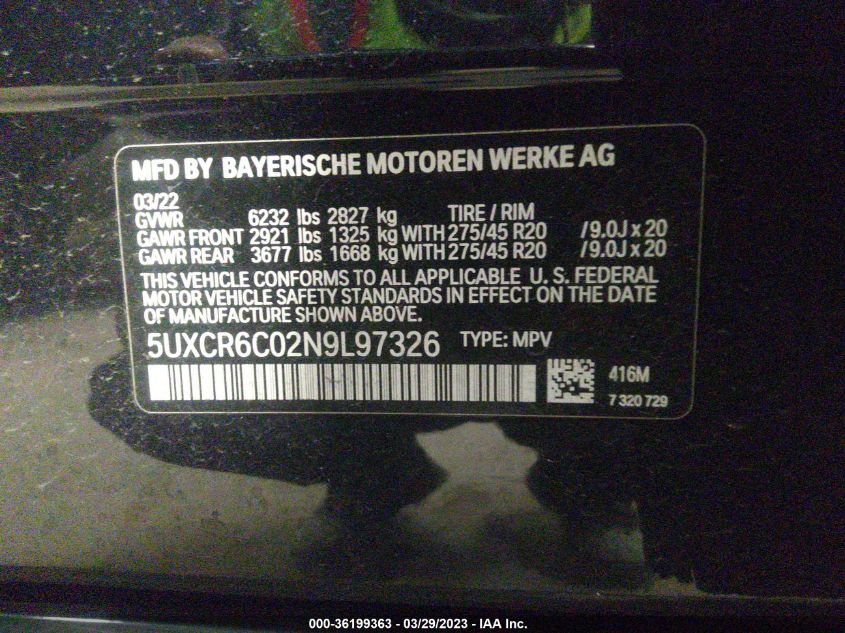 MFD BY BAYERISCHE MOTOREN WERKE AG
03/22
GVWR 6232 lbs 2827 kg TIRE / RIM
GAWR FRONT 2921 lbs 1325 kg WITH 275/45 R20 /9.0J x 20
GAWR REAR 3677 lbs 1668 kg WITH 275/45 R20 /9.0J x 20
THIS VEHICLE CONFORMS TO ALL APPLICABLE U. S. FEDERAL
MOTOR VEHICLE SAFETY STANDARDS IN EFFECT ON THE DATE
OF MANUFACTURE SHOWN ABOVE.
5UXCR6C02N9L97326 TYPE: MPV
416M
7 320 729
000-36199363 - 03/29/2023 - IAA Inc.